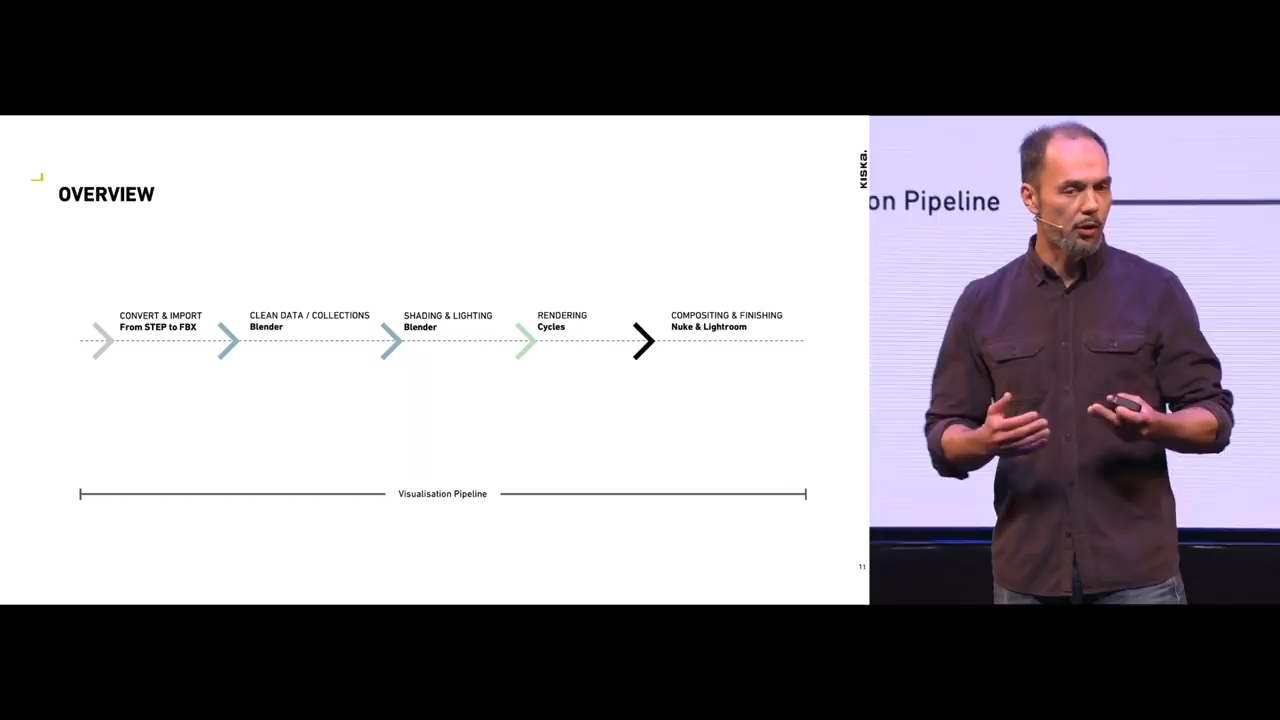 OVERVIEW
KISKA.
CONVERT & IMPORT
From STEP to FBX
CLEAN DATA / COLLECTIONS
Blender
SHADING & LIGHTING
Blender
RENDERING
Cycles
COMPOSITING & FINISHING
Nuke & Lightroom
Visualisation Pipeline
11
on Pipeline